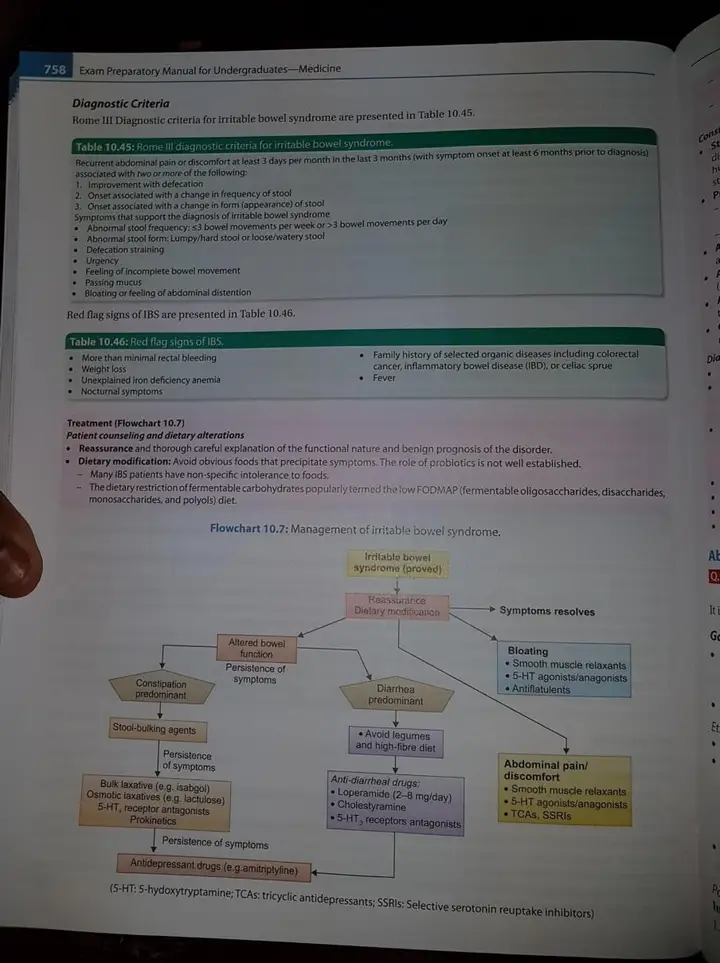 758 Exam Preparatory Manual for Undergraduates—Medicine
Diagnostic Criteria
Rome III Diagnostic criteria for irritable bowel syndrome are presented in Table 10.45.
Table 10.45: Rome III diagnostic criteria for irritable bowel syndrome.
Recurrent abdominal pain or discomfort at least 3 days per month in the last 3 months (with symptom onset at least 6 months prior to diagnosis)
associated with two or more of the following:
1. Improvement with defecation
2. Onset associated with a change in frequency of stool
3. Onset associated with a change in form (appearance) of stool
Symptoms that support the diagnosis of irritable bowel syndrome
• Abnormal stool frequency: ≤3 bowel movements per week or >3 bowel movements per day
• Abnormal stool form: Lumpy/hard stool or loose/watery stool
• Defecation straining
• Urgency
• Feeling of incomplete bowel movement
• Passing mucus
• Bloating or feeling of abdominal distention
Red flag signs of IBS are presented in Table 10.46.
Table 10.46: Red flag signs of IBS.
• More than minimal rectal bleeding
• Weight loss
• Unexplained iron deficiency anemia
• Nocturnal symptoms
• Family history of selected organic diseases including colorectal
cancer, inflammatory bowel disease (IBD), or celiac sprue
• Fever
Treatment (Flowchart 10.7)
Patient counseling and dietary alterations
• Reassurance and thorough careful explanation of the functional nature and benign prognosis of the disorder.
• Dietary modification: Avoid obvious foods that precipitate symptoms. The role of probiotics is not well established.
– Many IBS patients have non-specific intolerance to foods.
– The dietary restriction of fermentable carbohydrates popularly termed the low FODMAP (fermentable oligosaccharides, disaccharides,
monosaccharides, and polyols) diet.
Flowchart 10.7: Management of irritable bowel syndrome.
Irritable bowel
syndrome (proved)
Reassurance
Dietary modification
Symptoms resolves
Altered bowel
function
Persistence of
symptoms
Bloating
• Smooth muscle relaxants
• 5-HT agonists/anagonists
• Antiflatulents
Constipation
predominant
Diarrhea
predominant
Stool-bulking agents
• Avoid legumes
and high-fibre diet
Persistence
of symptoms
Abdominal pain/
discomfort
• Smooth muscle relaxants
• 5-HT agonists/anagonists
• TCAs, SSRIs
Bulk laxative (e.g. isabgol)
Osmotic laxatives (e.g. lactulose)
5-HT₄ receptor antagonists
Prokinetics
Anti-diarrheal drugs:
• Loperamide (2–8 mg/day)
• Cholestyramine
• 5-HT₃ receptors antagonists
Persistence of symptoms
Antidepressant drugs (e.g.amitriptyline)
(5-HT: 5-hydoxytryptamine; TCAs: tricyclic antidepressants; SSRIs: Selective serotonin reuptake inhibitors)